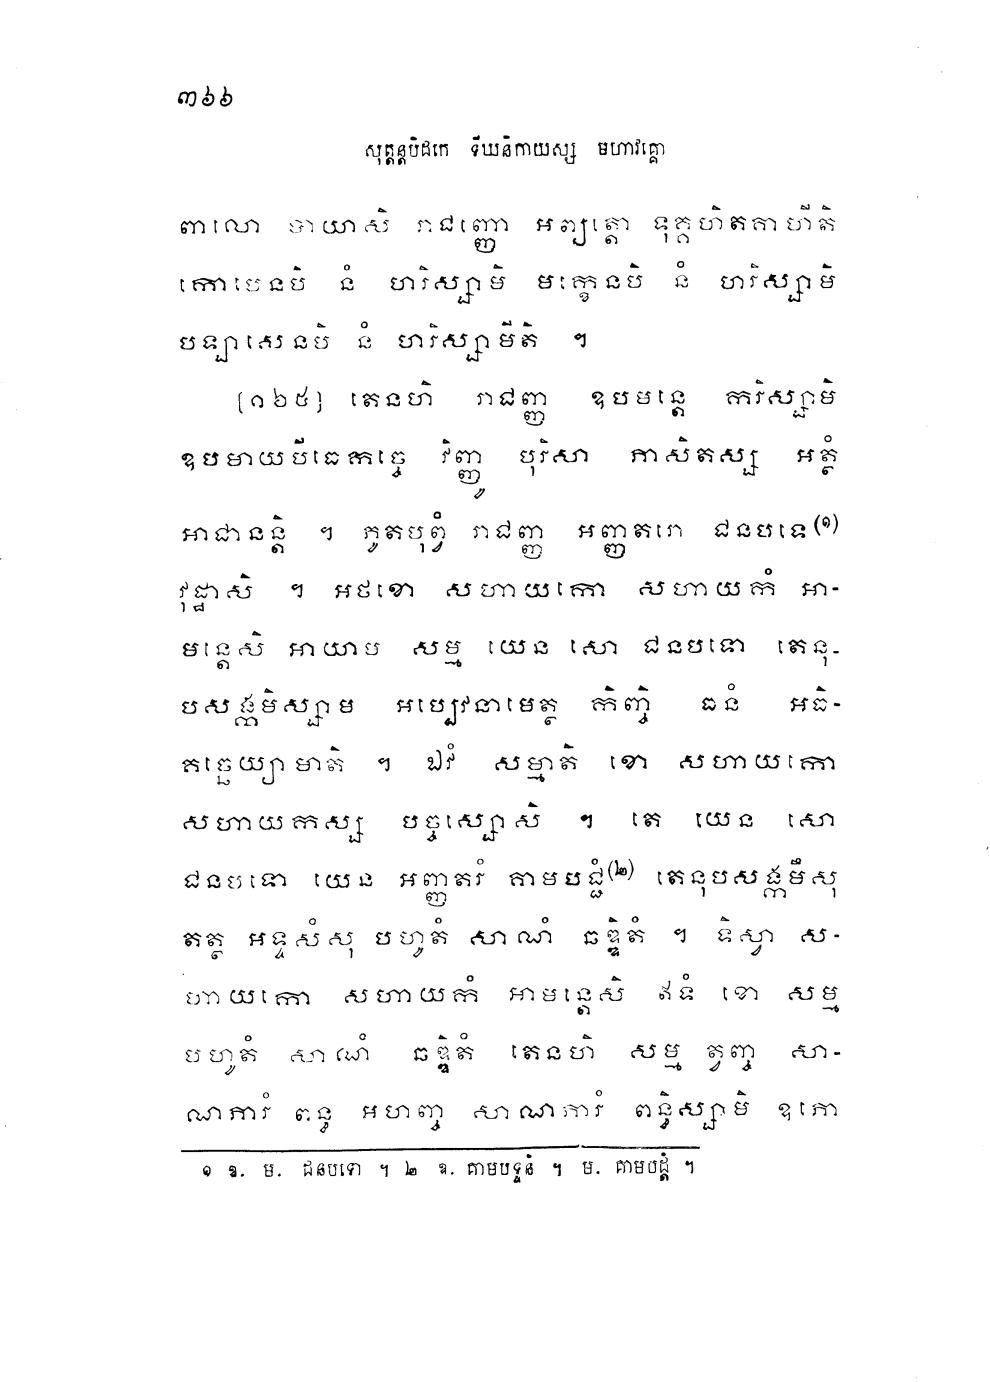 ៣៦៦
សុត្តន្តបិដកេ ទីឃនិកាយស្ស មហាវគ្គោ
ពាលោ បាយាសិ រាជញ្ញោ អព្យត្តោ ទុគ្គហិតគាហីតិ
កោបេនបិ នំ ហរិស្សាមិ មក្ខេនបិ នំ ហរិស្សាមិ
បឡាសេនបិ នំ ហរិស្សាមីតិ ។
[១៦៥] តេនហិ រាជញ្ញ ឧបមន្តេ ករិស្សាមិ
ឧបមាយបីធេកច្ចេ វិញ្ញូ បុរិសា ភាសិតស្ស អត្ថំ
អាជានន្តិ ។ ភូតបុព្វំ រាជញ្ញ អញ្ញតរោ ជនបទេ(១)
វុដ្ឋាសិ ។ អថខោ សហាយកោ សហាយកំ អា-
មន្តេសិ អាយាម សម្ម យេន សោ ជនបទោ តេនុ-
បសង្កមិស្សាម អប្បេវនាមេត្ថ កិញ្ចិ ធនំ អធិ-
គច្ឆេយ្យាមាតិ ។ ឯវំ សម្មាតិ ខោ សហាយកោ
សហាយកស្ស បច្ចស្សោសិ ។ តេ យេន សោ
ជនបទោ យេន អញ្ញតរំ គាមបជ្ជំ(២) តេនុបសង្កមឹសុ
តត្ថ អទ្ទសំសុ បហូតំ សាណំ ឆឌ្ឌិតំ ។ ទិស្វា ស-
ហាយកោ សហាយកំ អាមន្តេសិ ឥទំ ខោ សម្ម
បហូតំ សាណំ ឆឌ្ឌិតំ តេនហិ សម្ម ត្វញ្ច សា-
ណភារំ ពន្ធ អហញ្ច សាណភារំ ពន្ធិស្សាមិ ឧភោ
១ ឱ. ម. ជនបទោ ។ ២ ឱ. គាមបទ្ធនំ ។ ម. គាមបដ្ដំ ។